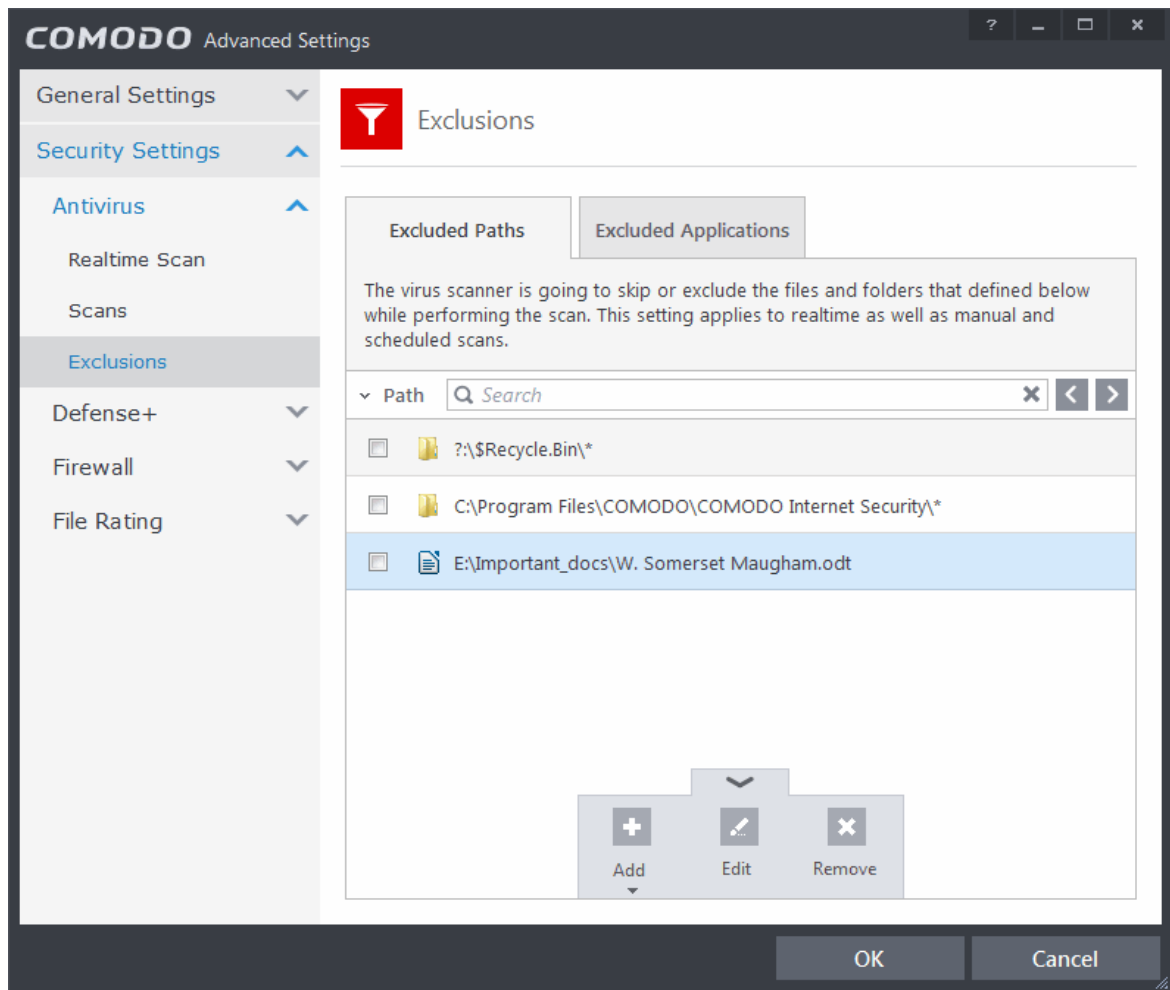 COMODO Advanced Settings
General Settings
Security Settings
Antivirus
Realtime Scan
Scans
Exclusions
Defense+
Firewall
File Rating
Exclusions
Excluded Paths
Excluded Applications
The virus scanner is going to skip or exclude the files and folders that defined below
while performing the scan. This setting applies to realtime as well as manual and
scheduled scans.
Path
Search
?:\$Recycle.Bin\*
C:\Program Files\COMODO\COMODO Internet Security\*
E:\Important_docs\W. Somerset Maugham.odt
Add
Edit
Remove
OK
Cancel